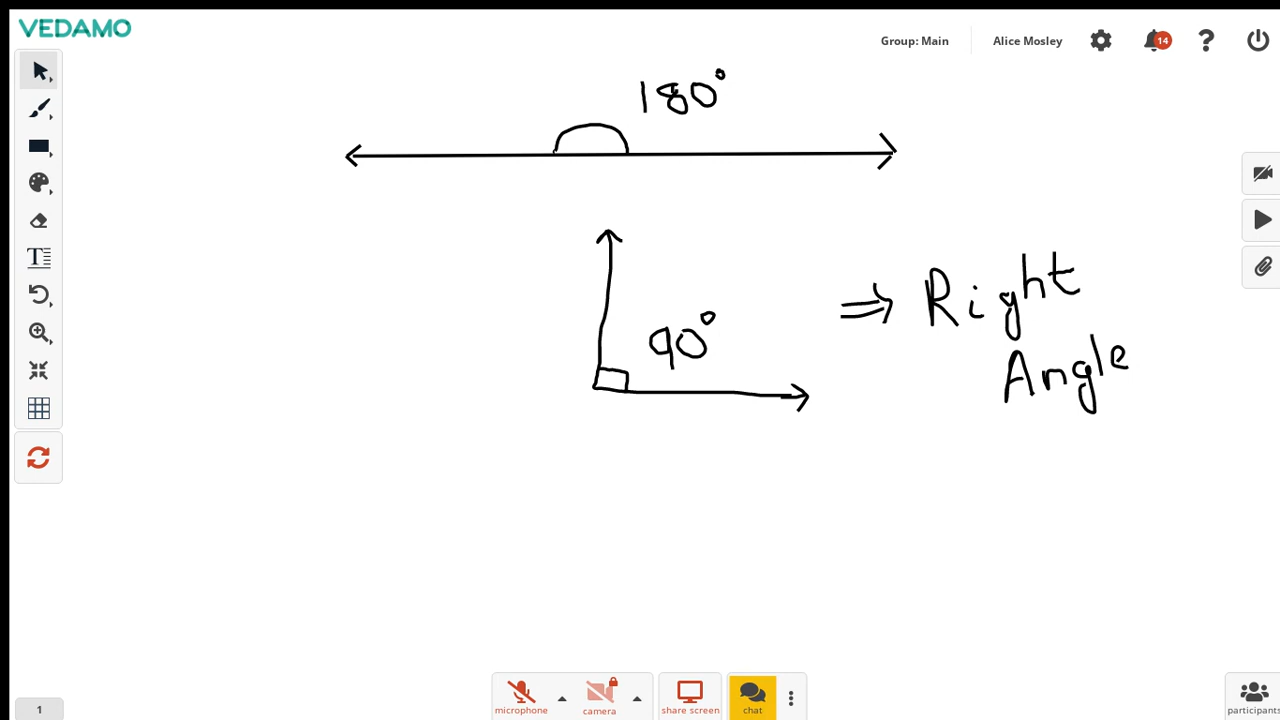 VEDAMO
Group: Main
Alice Mosley
14
?
180°
90°
⇒ Right
Angle
T
1
microphone
camera
share screen
chat
participants